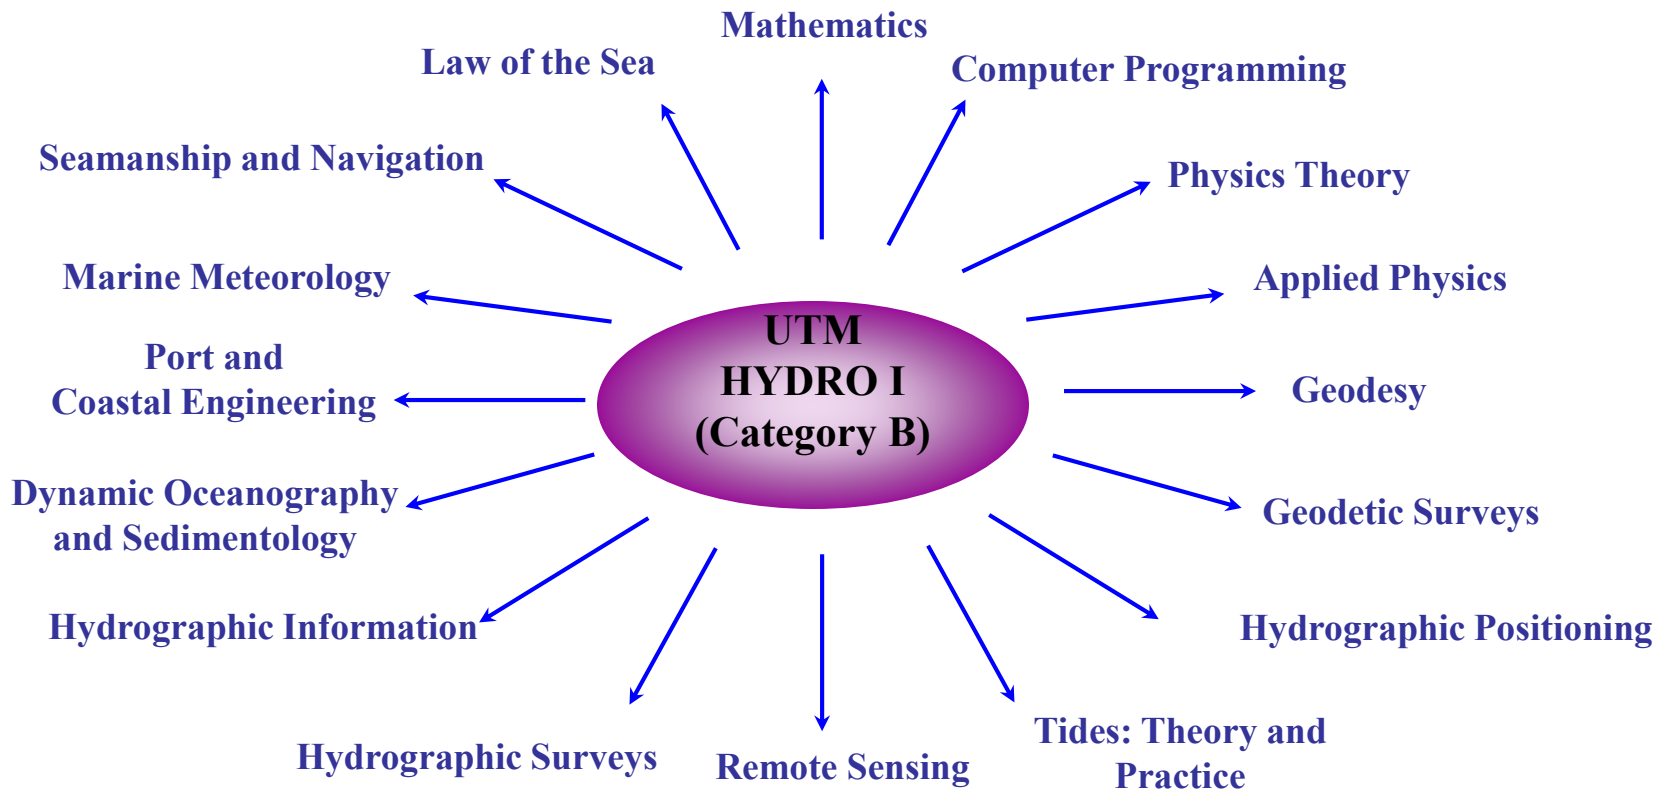 Mathematics
Law of the Sea
Computer Programming
Seamanship and Navigation
Physics Theory
Marine Meteorology
Applied Physics
UTM
HYDRO I
(Category B)
Port and
Coastal Engineering
Geodesy
Dynamic Oceanography
and Sedimentology
Geodetic Surveys
Hydrographic Information
Hydrographic Positioning
Hydrographic Surveys
Remote Sensing
Tides: Theory and
Practice